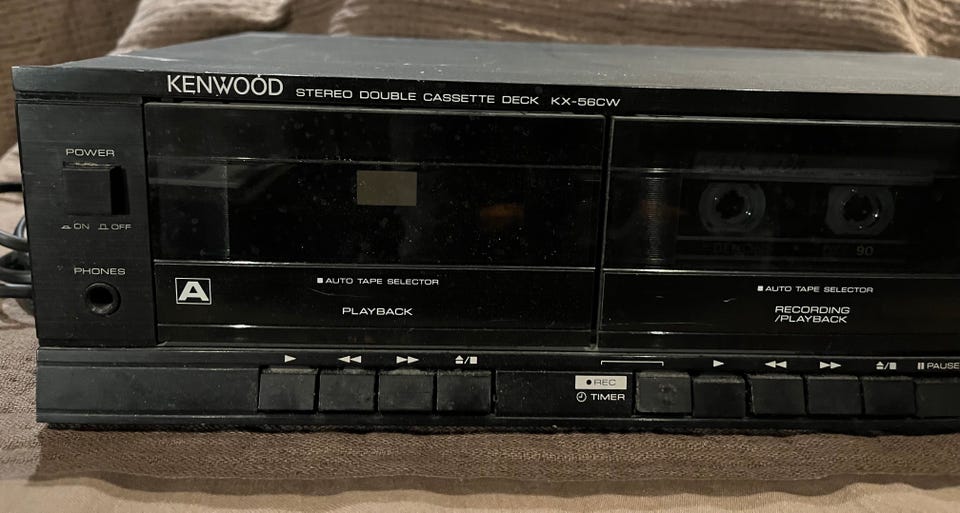 KENWOOD STEREO DOUBLE CASSETTE DECK KX-56CW
POWER
ON OFF
PHONES
A
AUTO TAPE SELECTOR
PLAYBACK
DENON 90
AUTO TAPE SELECTOR
RECORDING
/PLAYBACK
REC
TIMER
PAUSE